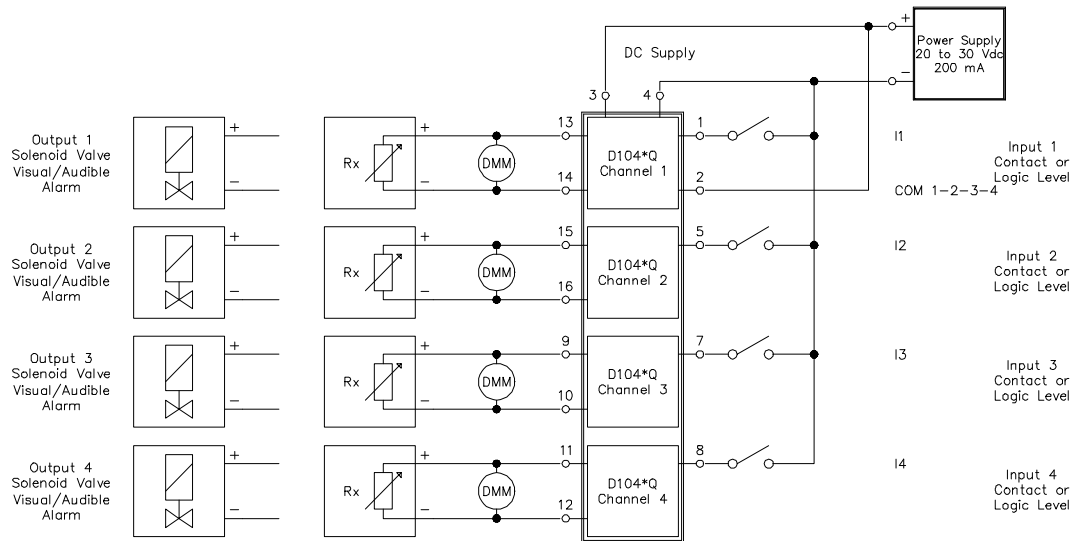 DC Supply
+
−
Power Supply
20 to 30 Vdc
200 mA
3
4
Output 1
Solenoid Valve
Visual/Audible
Alarm
+
−
Rx
+
−
DMM
13
14
D104*Q
Channel 1
1
2
I1
COM 1-2-3-4
Input 1
Contact or
Logic Level
Output 2
Solenoid Valve
Visual/Audible
Alarm
+
−
Rx
+
−
DMM
15
16
D104*Q
Channel 2
5
I2
Input 2
Contact or
Logic Level
Output 3
Solenoid Valve
Visual/Audible
Alarm
+
−
Rx
+
−
DMM
9
10
D104*Q
Channel 3
7
I3
Input 3
Contact or
Logic Level
Output 4
Solenoid Valve
Visual/Audible
Alarm
+
−
Rx
+
−
DMM
11
12
D104*Q
Channel 4
8
I4
Input 4
Contact or
Logic Level